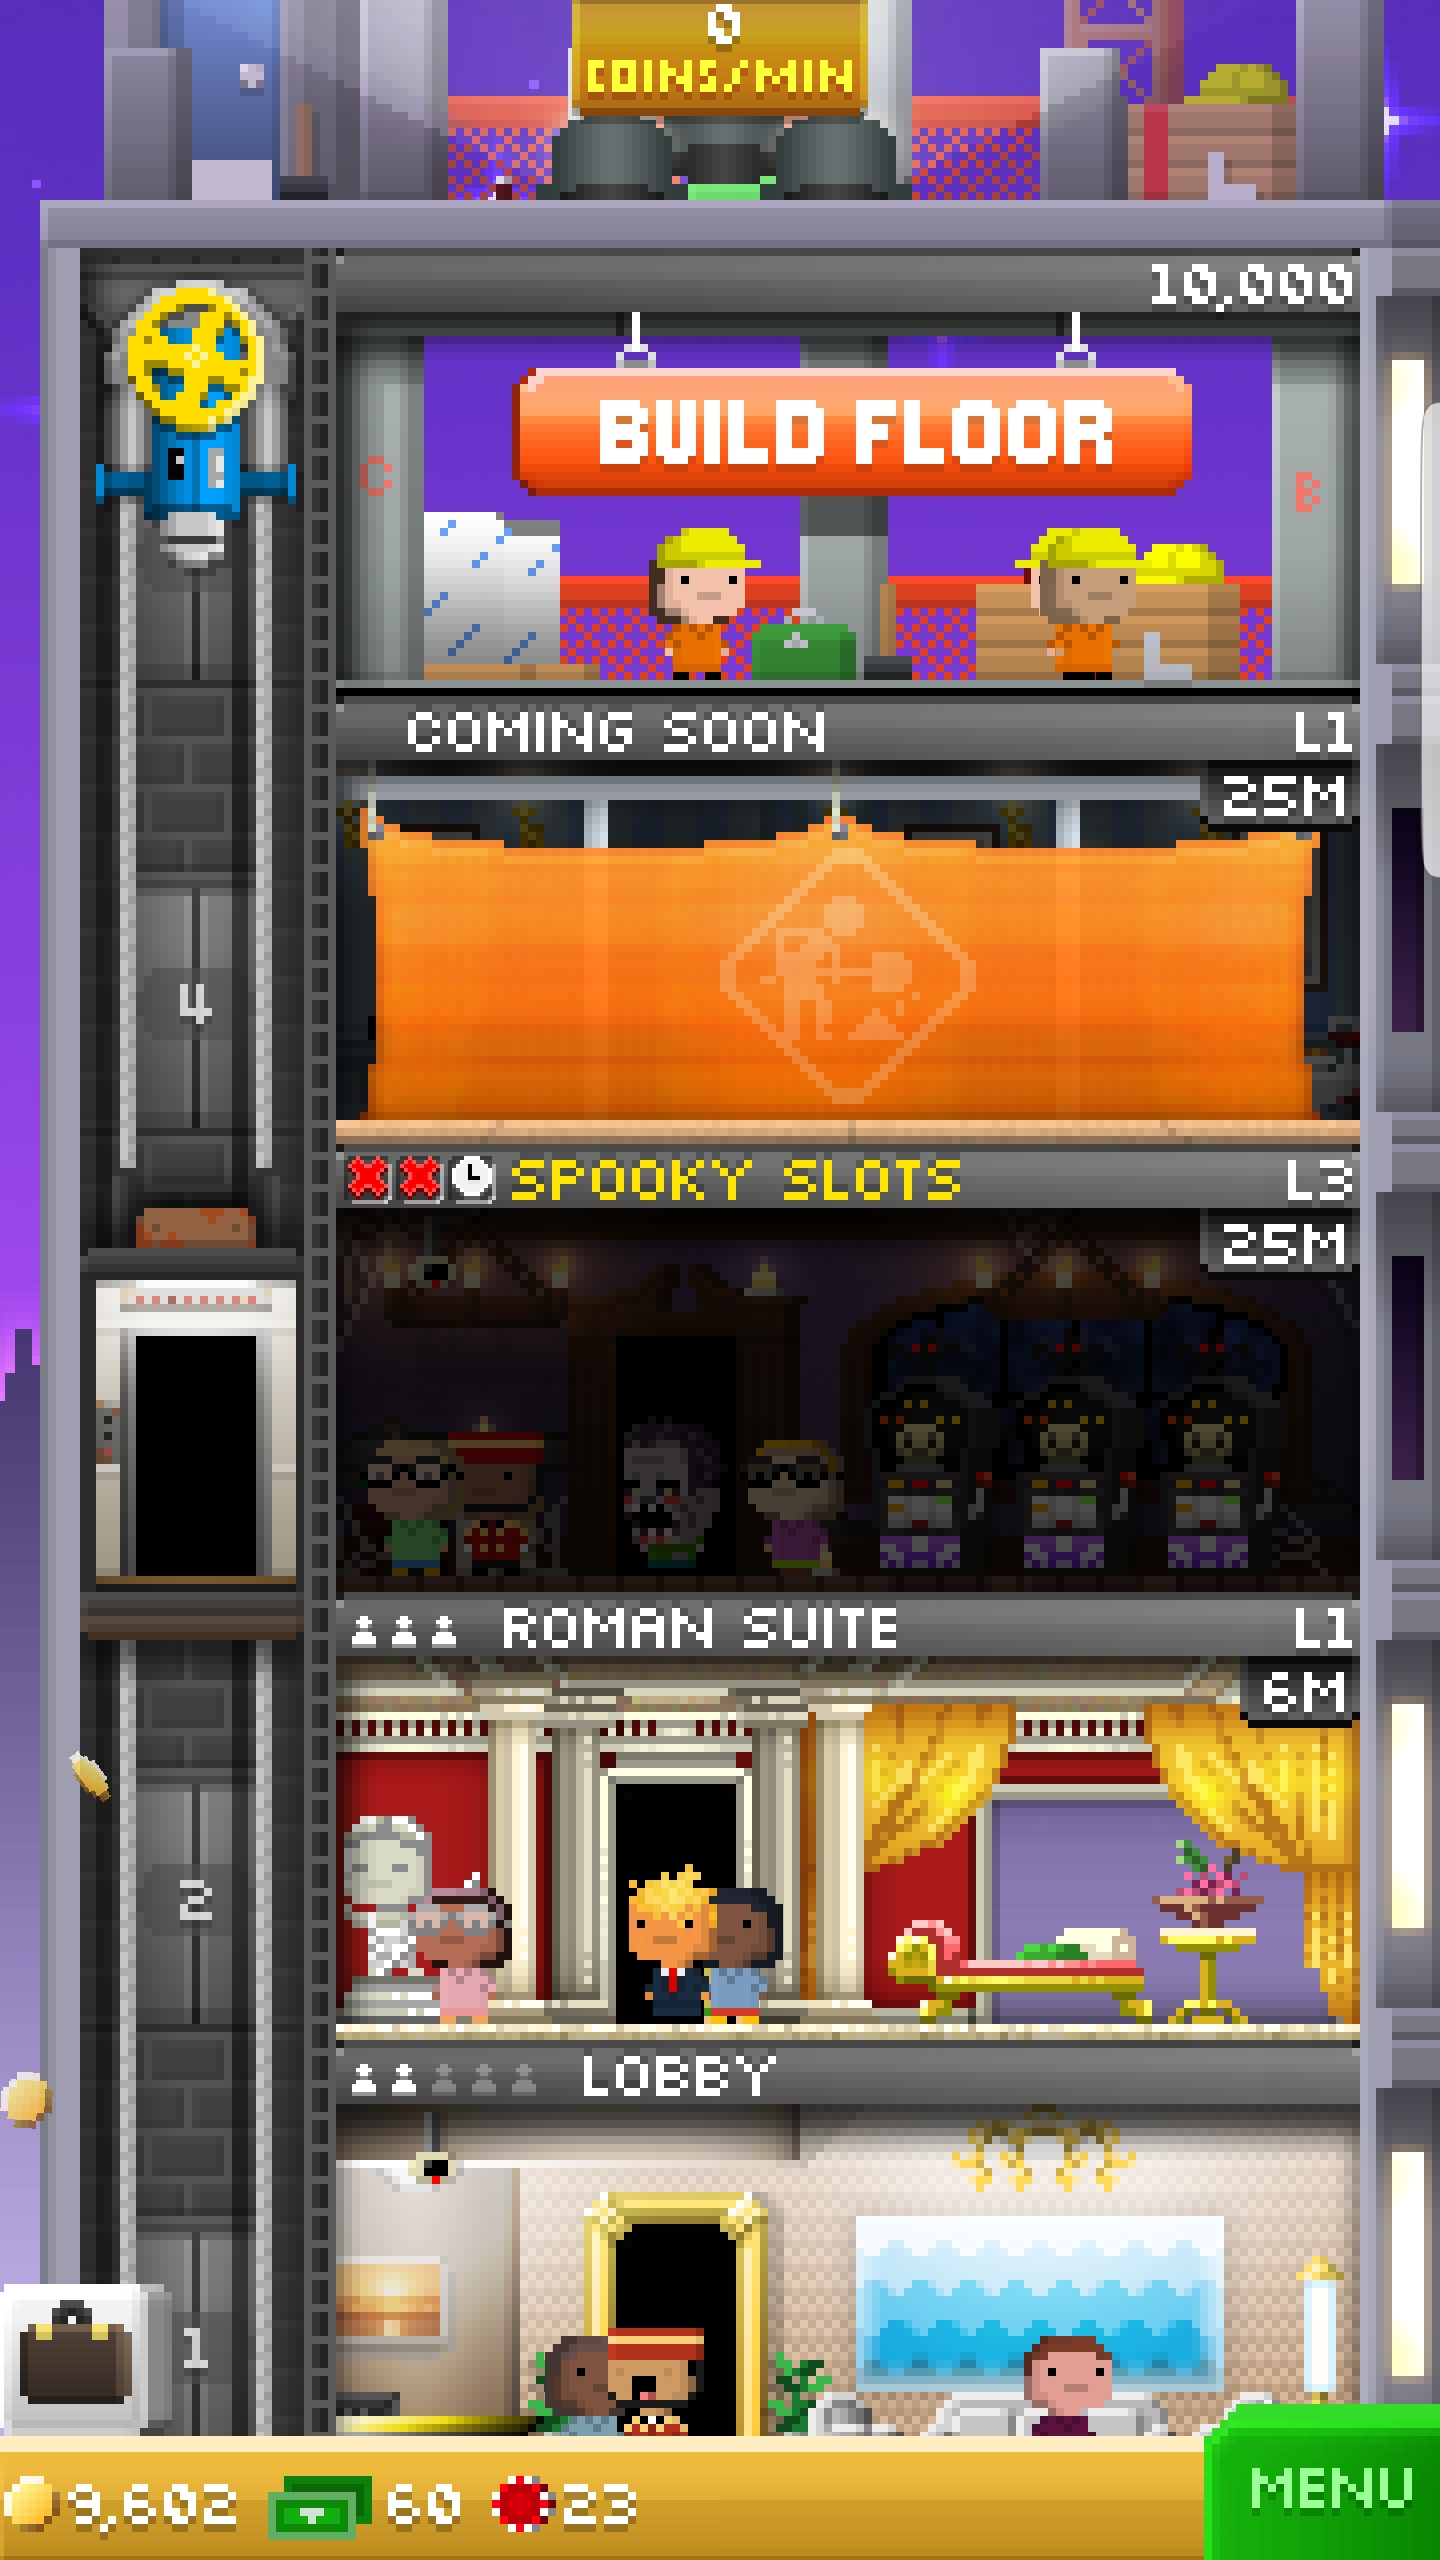 0
COINS/MIN
10,000
BUILD FLOOR
C
B
COMING SOON L1
25M
4
SPOOKY SLOTS L3
25M
ROMAN SUITE L1
6M
2
LOBBY
1
9,602 60 23
MENU